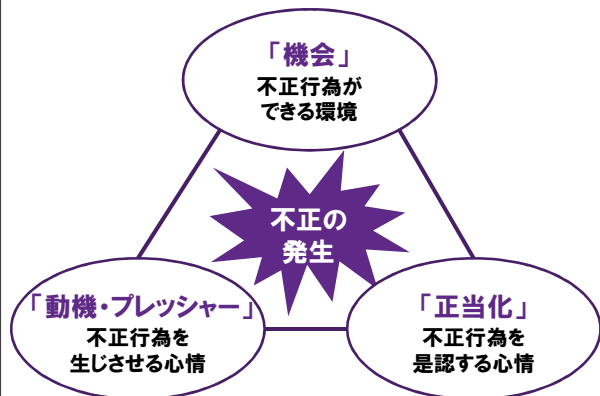 「機会」
不正行為が
できる環境
不正の
発生
「動機・プレッシャー」
不正行為を
生じさせる心情
「正当化」
不正行為を
是認する心情